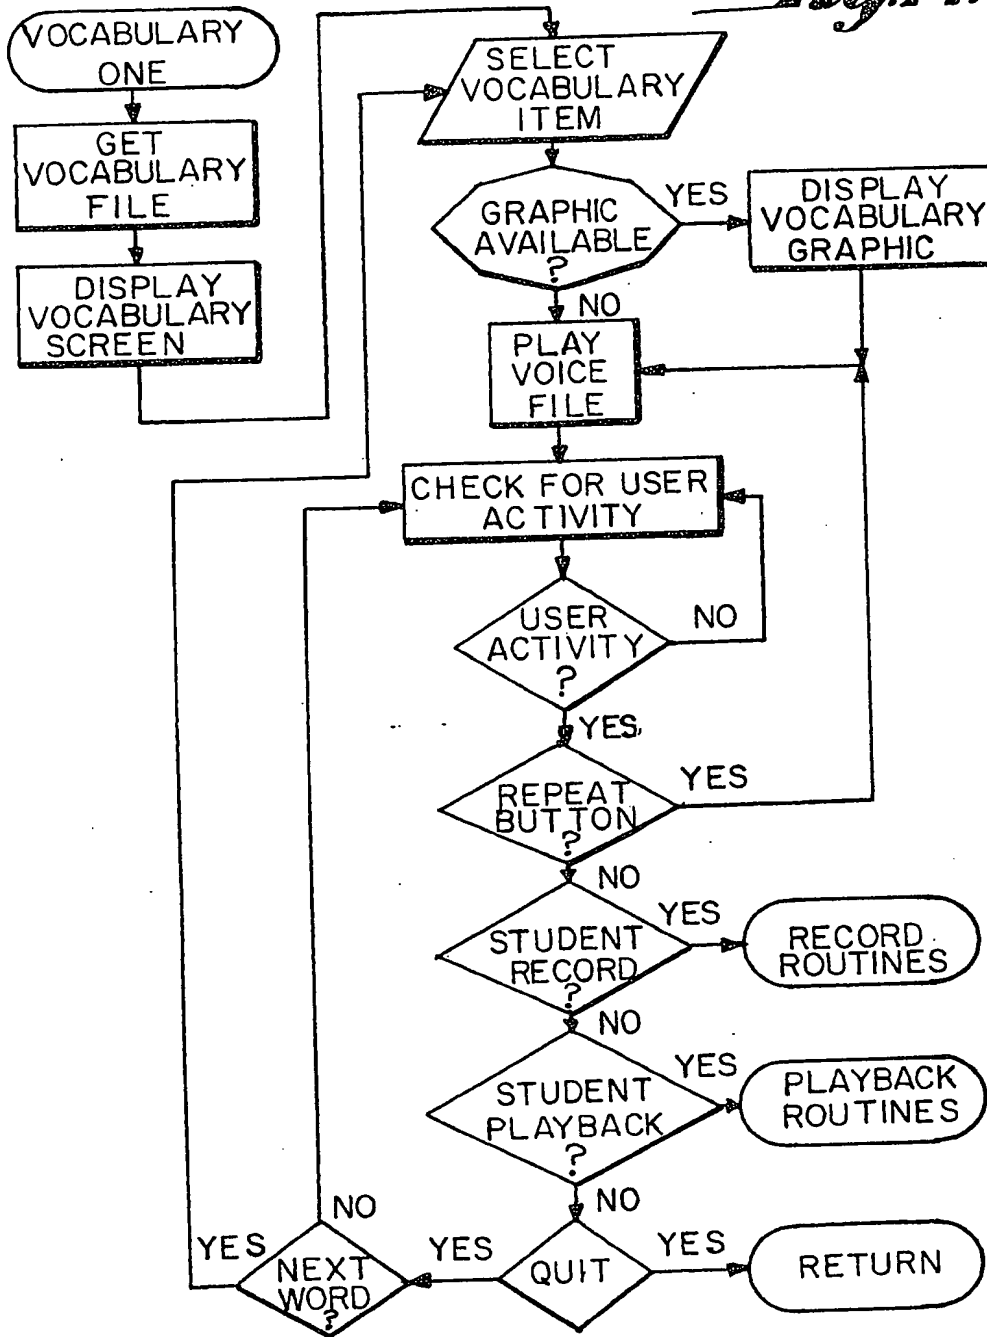 VOCABULARY
ONE
GET
VOCABULARY
FILE
DISPLAY
VOCABULARY
SCREEN
SELECT
VOCABULARY
ITEM
GRAPHIC
AVAILABLE
?
YES
DISPLAY
VOCABULARY
GRAPHIC
NO
PLAY
VOICE
FILE
CHECK FOR USER
ACTIVITY
USER
ACTIVITY
?
NO
YES
REPEAT
BUTTON
?
YES
NO
STUDENT
RECORD
?
YES
RECORD
ROUTINES
NO
STUDENT
PLAYBACK
?
YES
PLAYBACK
ROUTINES
NO
QUIT
YES
RETURN
YES
NEXT
WORD
?
NO
YES